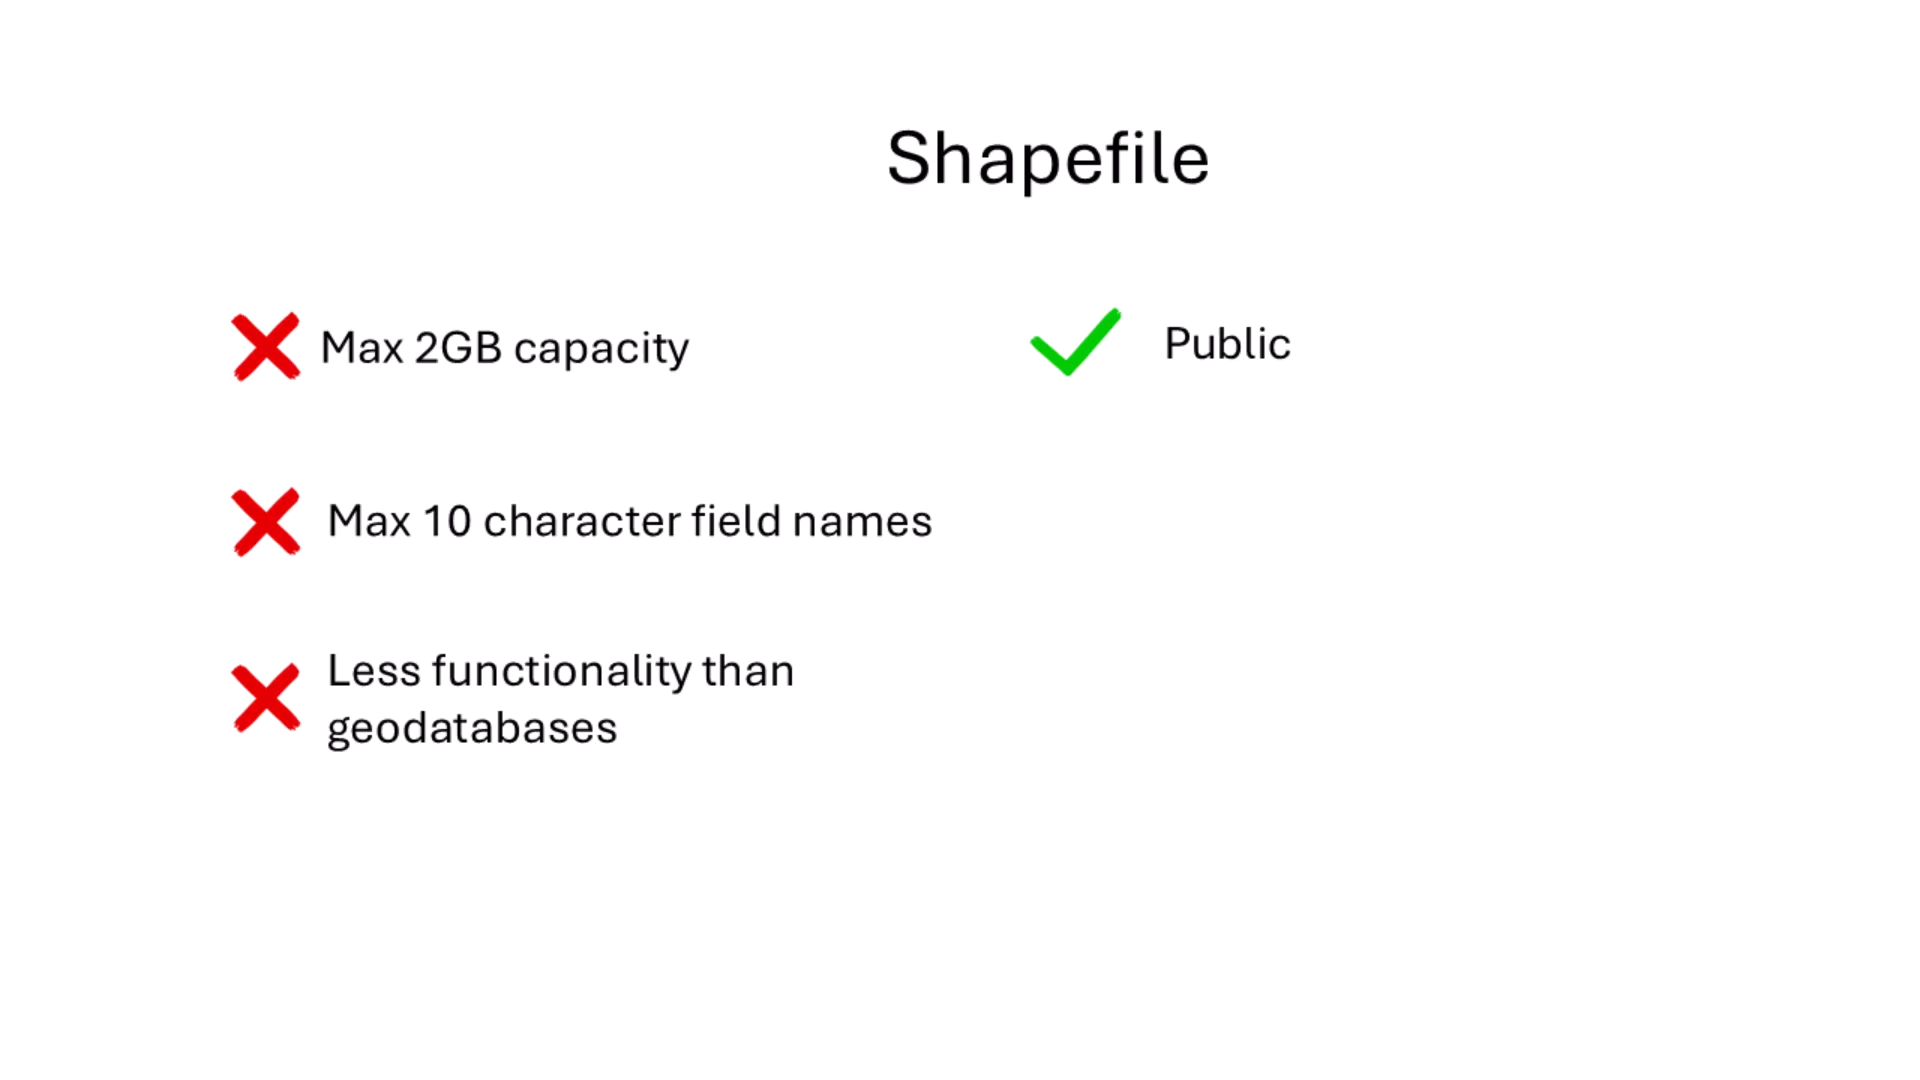 Shapefile
Max 2GB capacity
Public
Max 10 character field names
Less functionality than
geodatabases